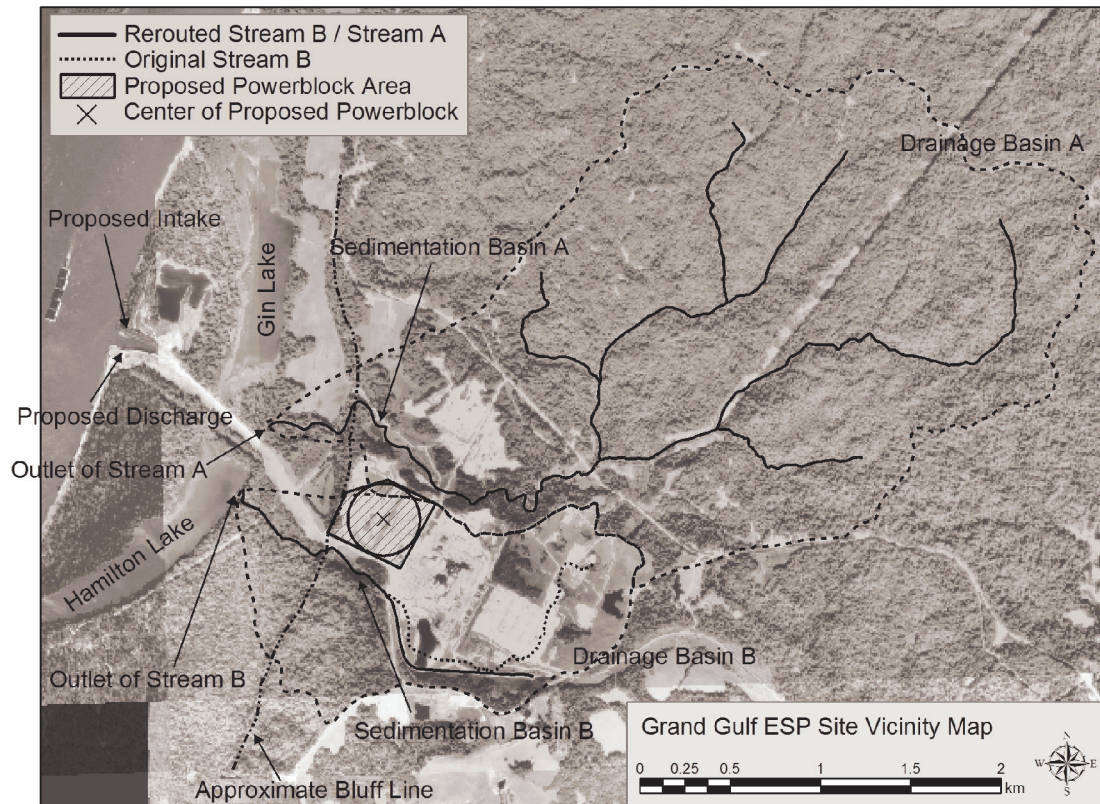 Rerouted Stream B / Stream A
Original Stream B
Proposed Powerblock Area
Center of Proposed Powerblock
Drainage Basin A
Proposed Intake
Sedimentation Basin A
Gin Lake
Proposed Discharge
Outlet of Stream A
Hamilton Lake
Drainage Basin B
Outlet of Stream B
Sedimentation Basin B
Approximate Bluff Line
Grand Gulf ESP Site Vicinity Map
0 0.25 0.5 1 1.5 2
km
N
W E
S